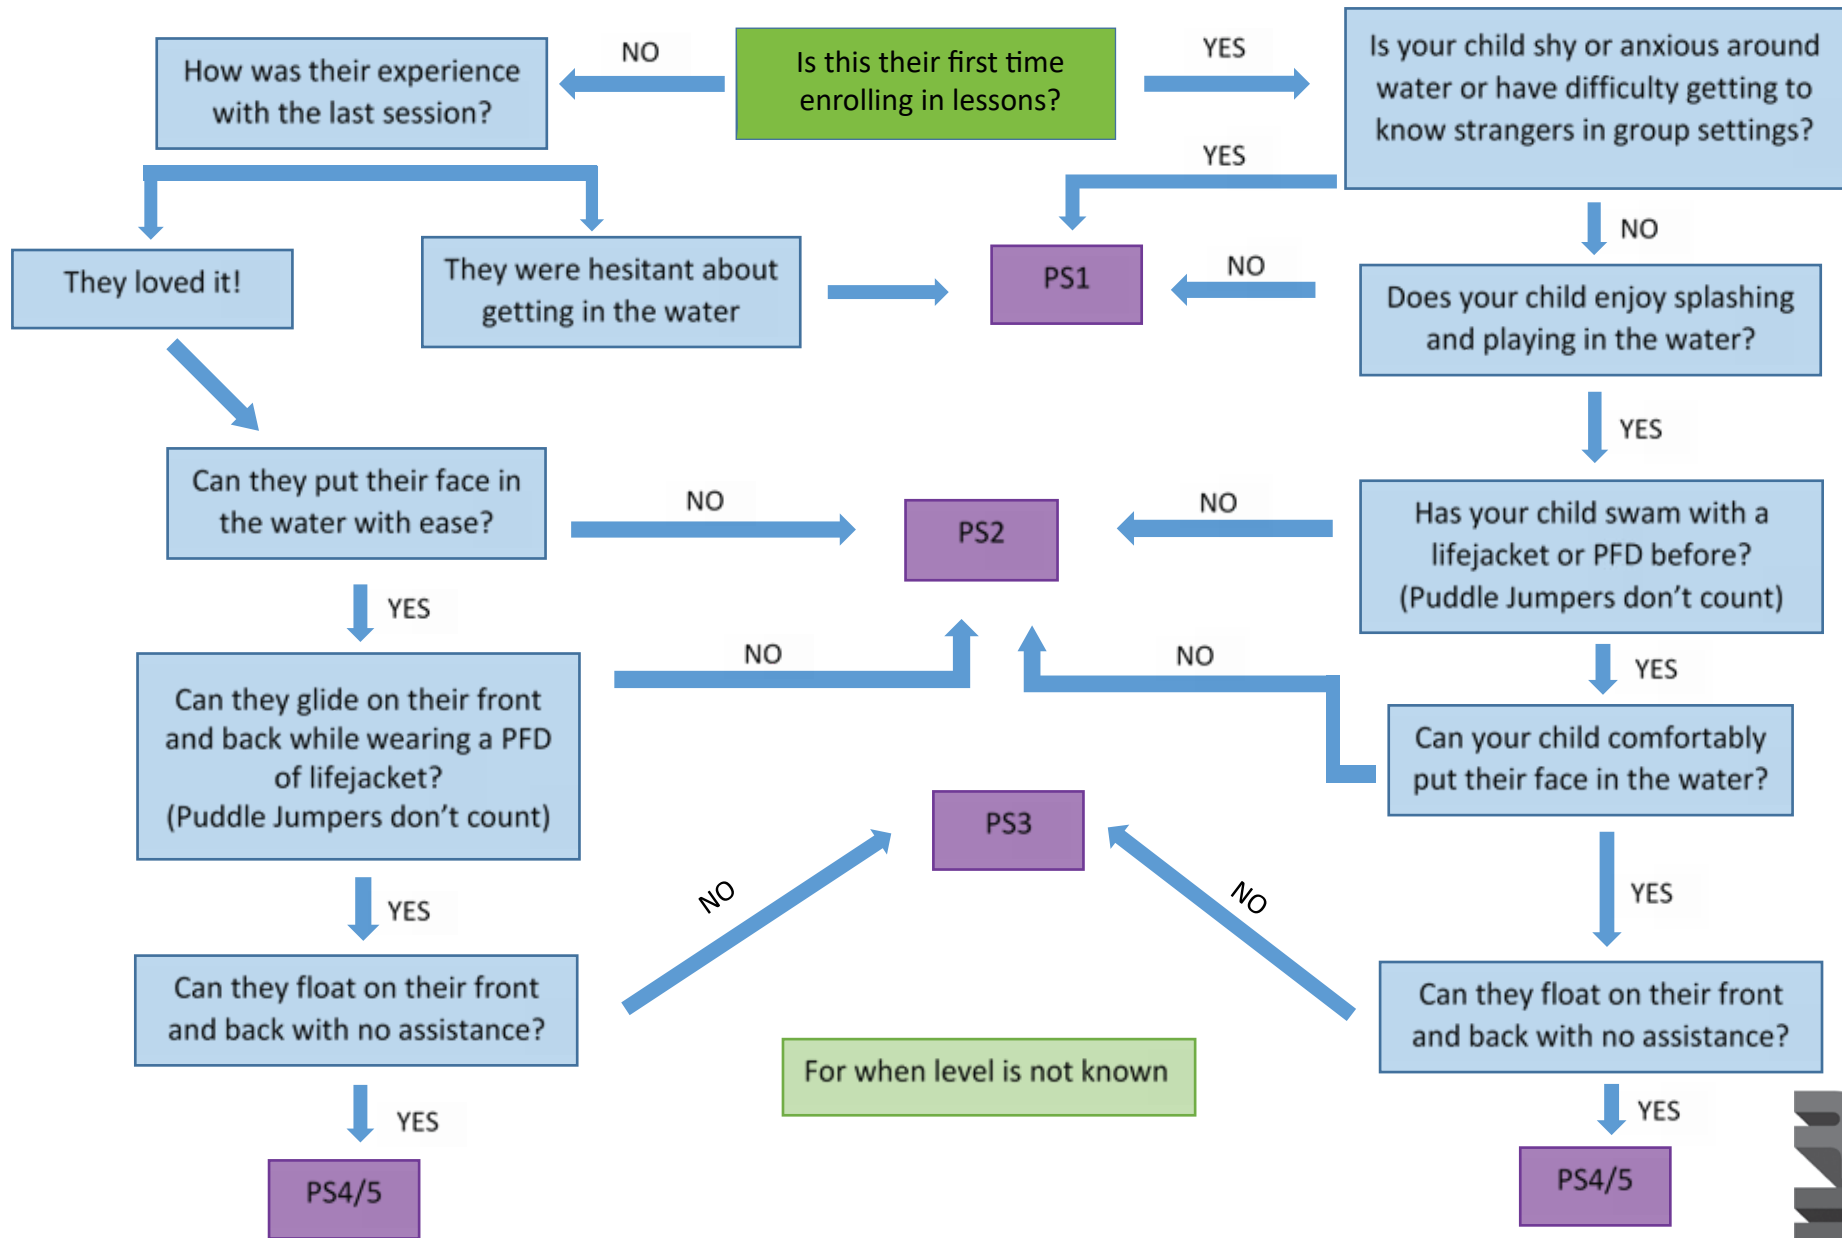 How was their experience
with the last session?
NO
Is this their first time
enrolling in lessons?
YES
Is your child shy or anxious around
water or have difficulty getting to
know strangers in group settings?
YES
NO
They loved it!
They were hesitant about
getting in the water
PS1
NO
Does your child enjoy splashing
and playing in the water?
YES
Can they put their face in
the water with ease?
NO
PS2
NO
Has your child swam with a
lifejacket or PFD before?
(Puddle Jumpers don't count)
YES
NO
NO
YES
Can they glide on their front
and back while wearing a PFD
of lifejacket?
(Puddle Jumpers don't count)
Can your child comfortably
put their face in the water?
PS3
YES
NO
NO
YES
Can they float on their front
and back with no assistance?
For when level is not known
Can they float on their front
and back with no assistance?
YES
YES
PS4/5
PS4/5